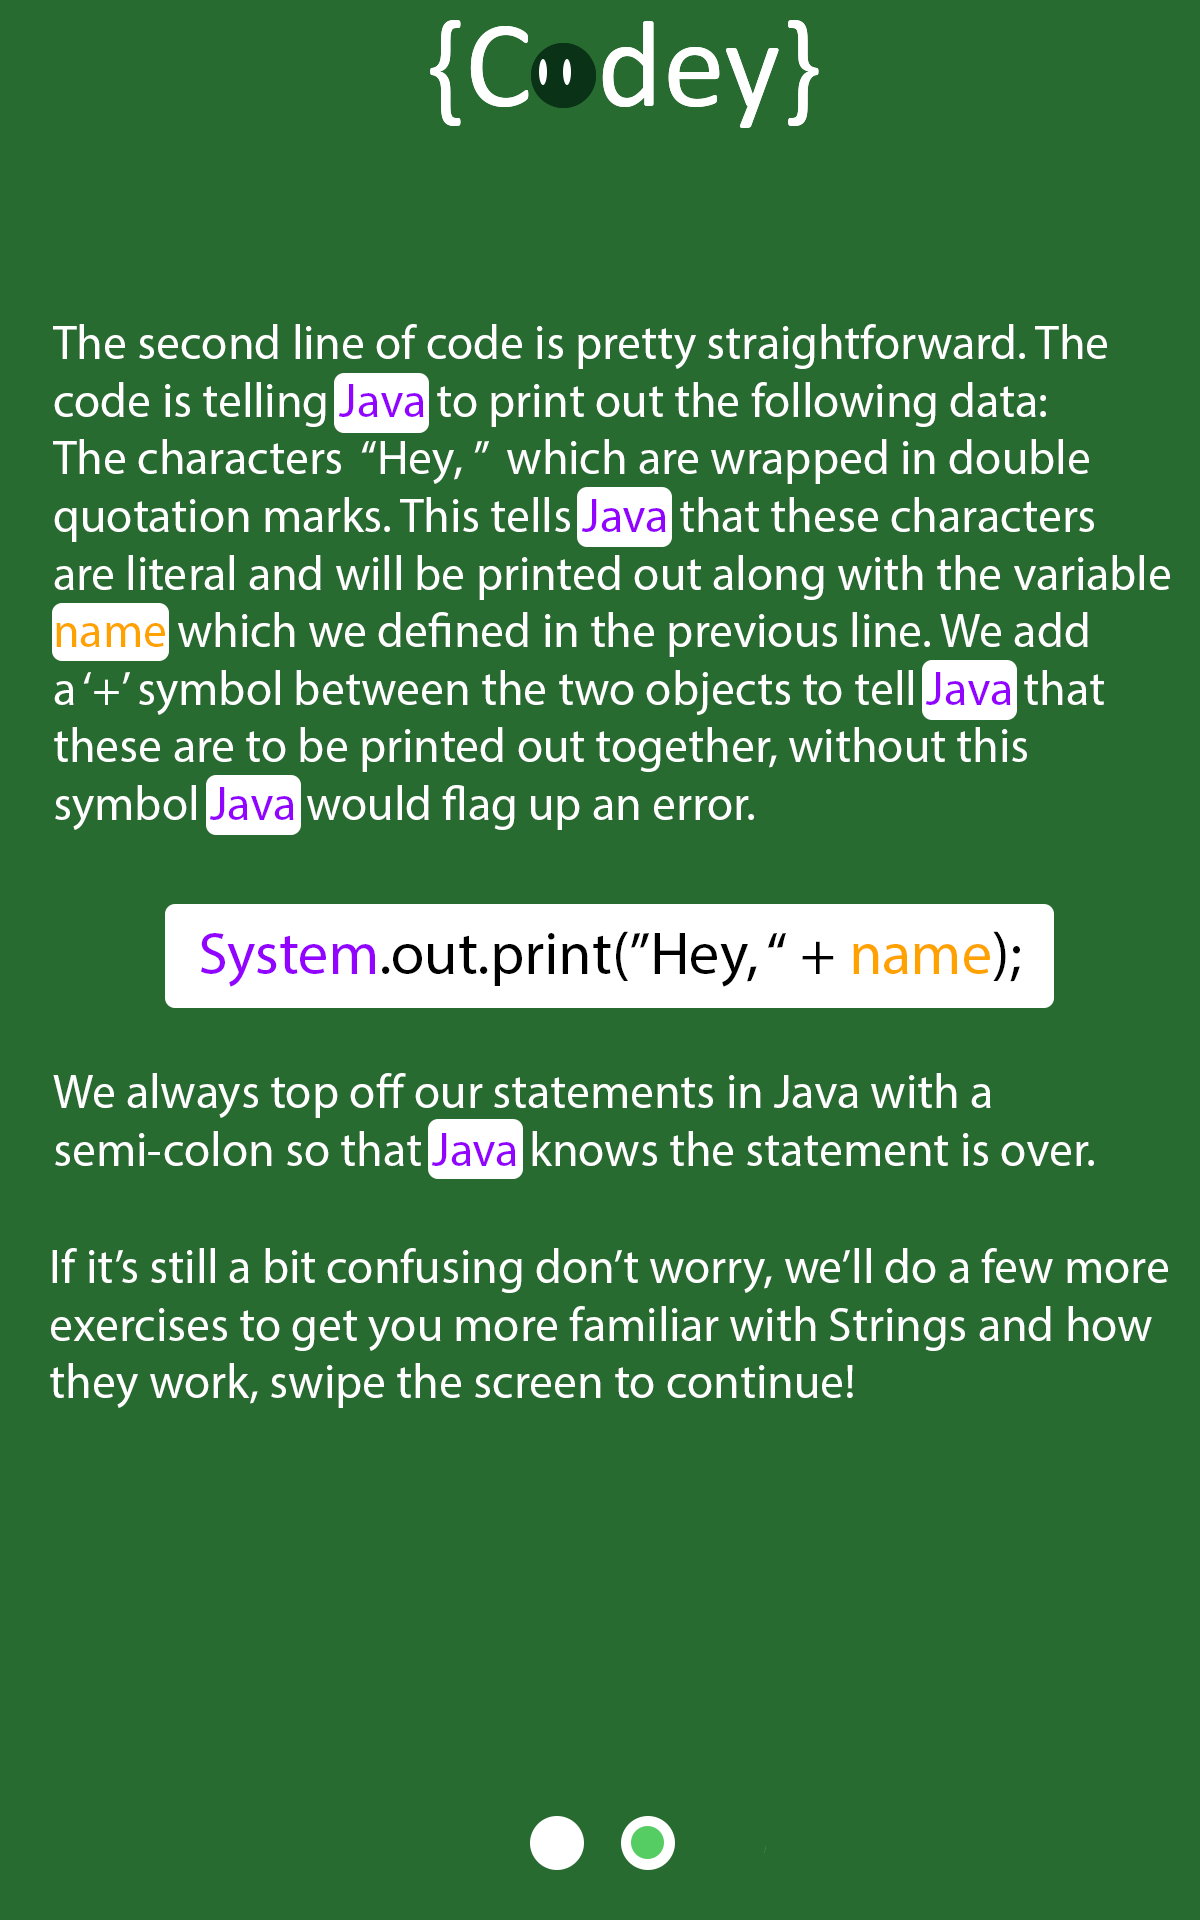 {Codey}
The second line of code is pretty straightforward. The
code is telling Java to print out the following data:
The characters “Hey, ” which are wrapped in double
quotation marks. This tells Java that these characters
are literal and will be printed out along with the variable
name which we defined in the previous line. We add
a ‘+’ symbol between the two objects to tell Java that
these are to be printed out together, without this
symbol Java would flag up an error.
System.out.print(”Hey, “ + name);
We always top off our statements in Java with a
semi-colon so that Java knows the statement is over.
If it’s still a bit confusing don’t worry, we’ll do a few more
exercises to get you more familiar with Strings and how
they work, swipe the screen to continue!